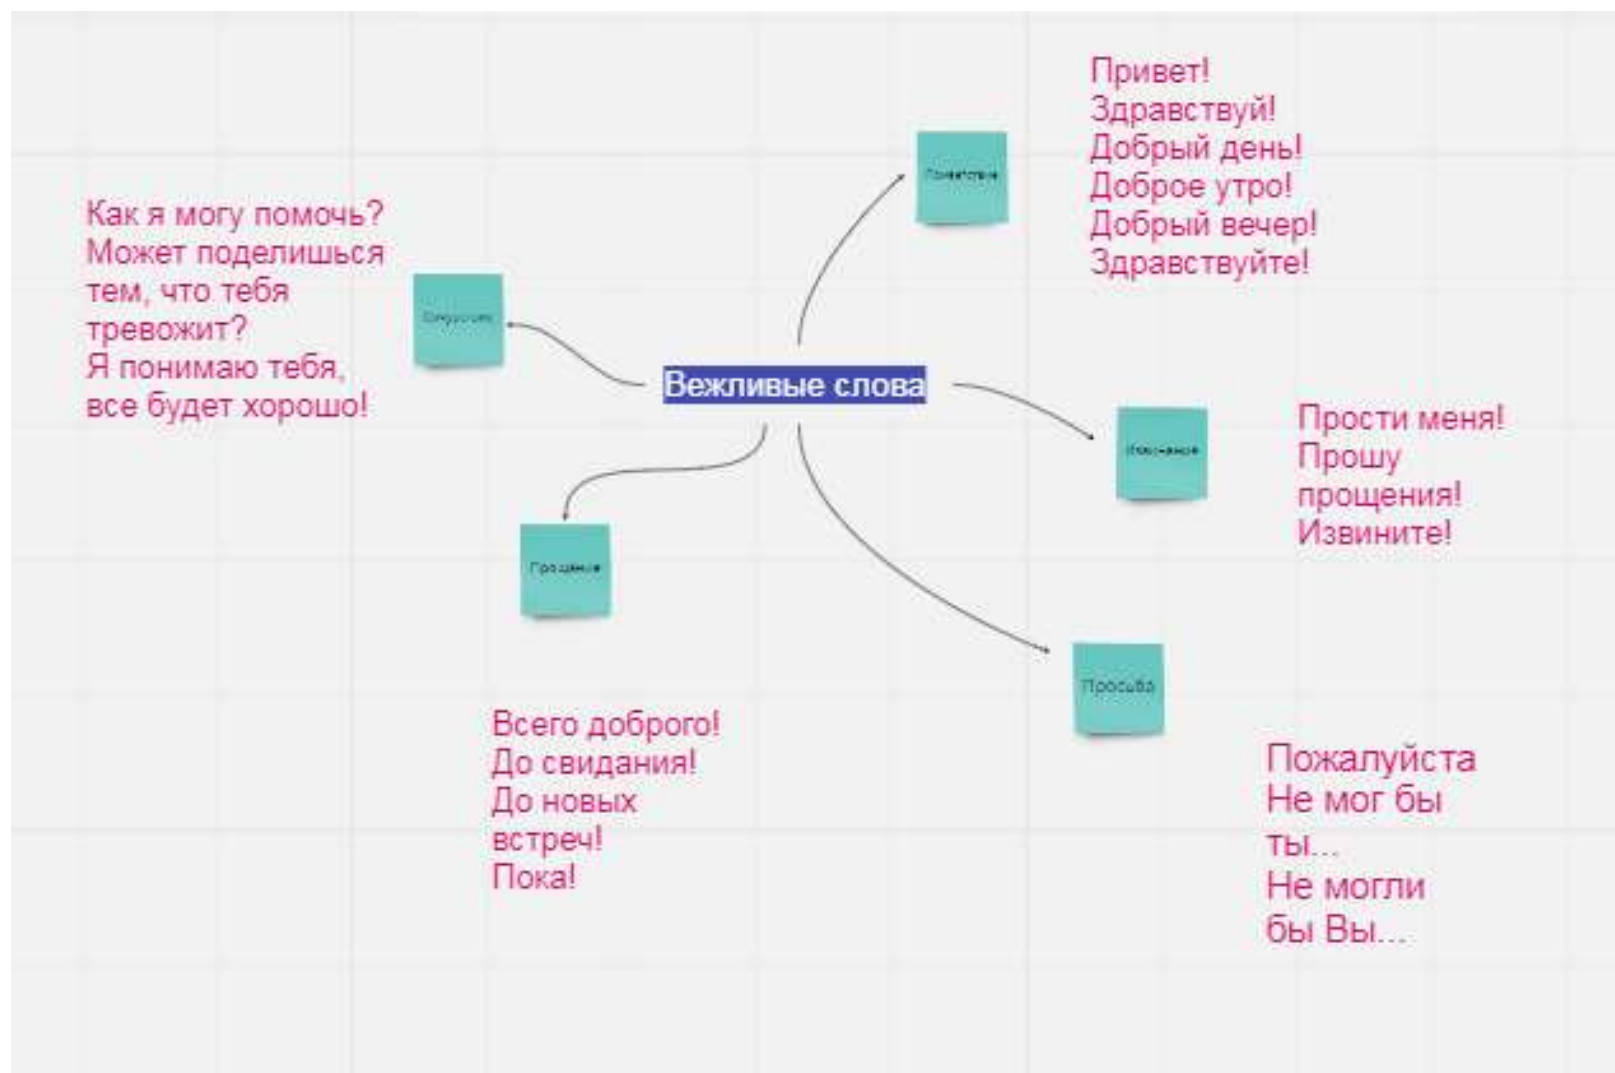 Вежливые слова
Приветствие
Привет!
Здравствуй!
Добрый день!
Доброе утро!
Добрый вечер!
Здравствуйте!
Извинение
Прости меня!
Прошу
прощения!
Извините!
Просьба
Пожалуйста
Не мог бы
ты...
Не могли
бы Вы...
Прощание
Всего доброго!
До свидания!
До новых
встреч!
Пока!
Как я могу помочь?
Может поделишься
тем, что тебя
тревожит?
Я понимаю тебя,
все будет хорошо!